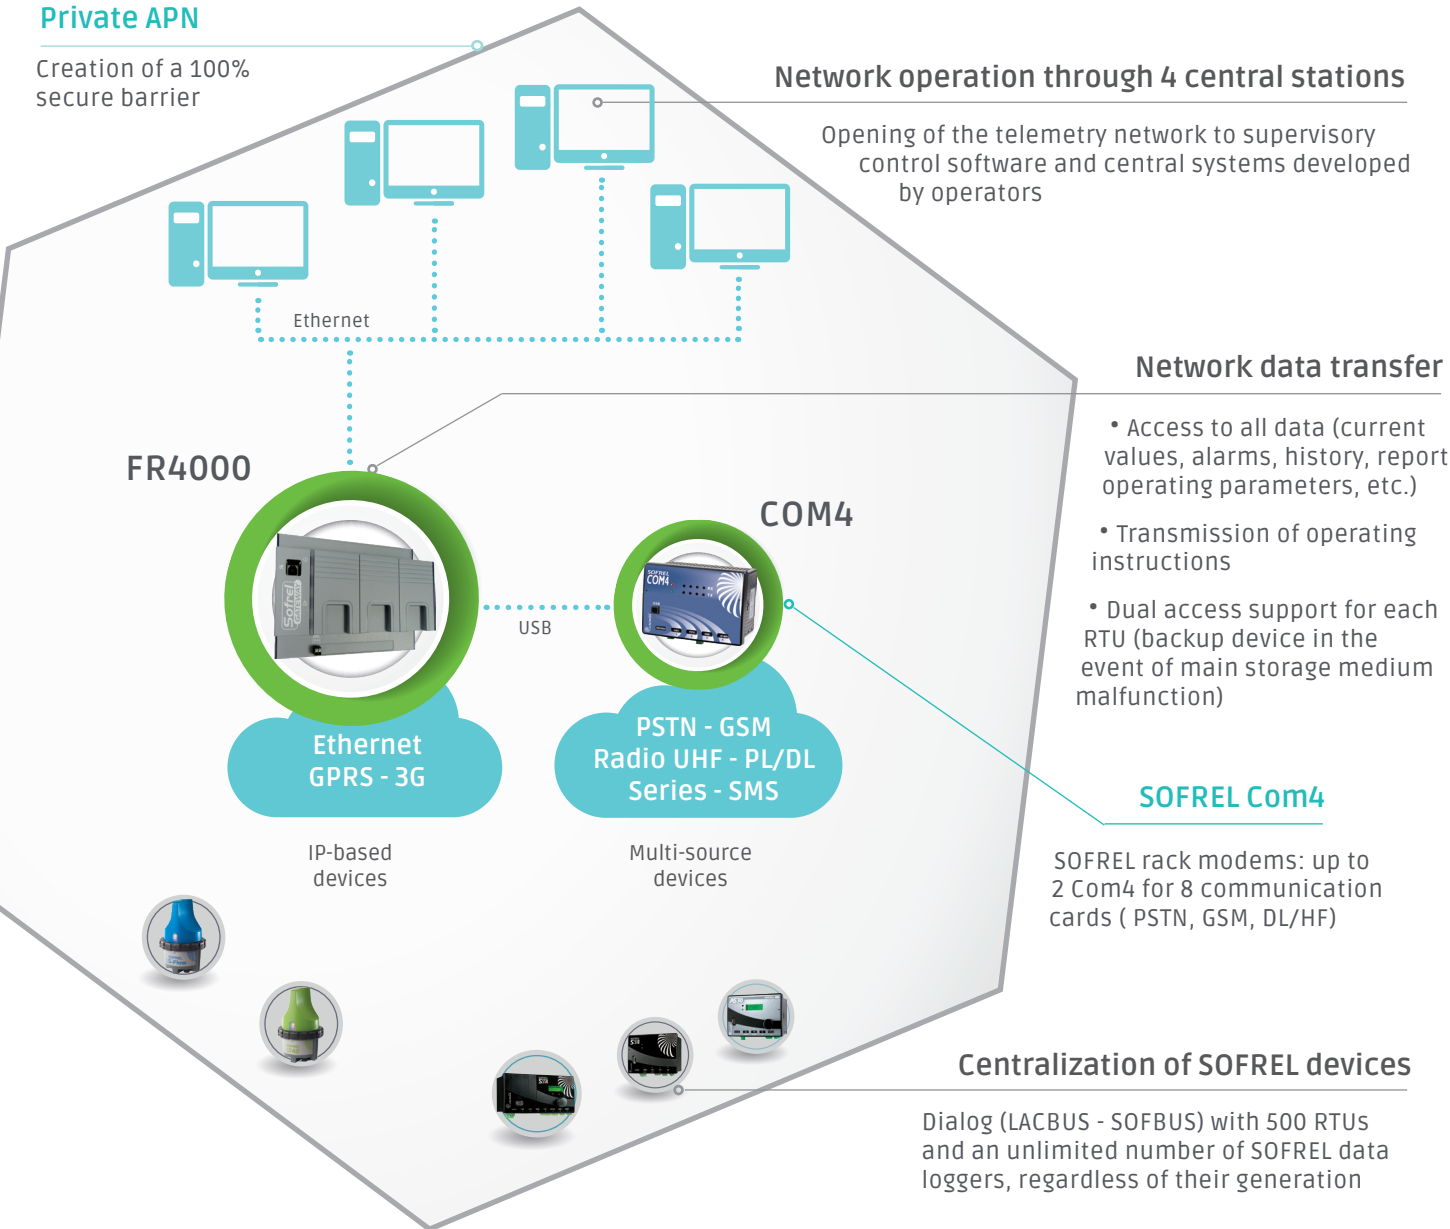 Private APN
Creation of a 100%
secure barrier
Network operation through 4 central stations
Opening of the telemetry network to supervisory
control software and central systems developed
by operators
Ethernet
Network data transfer
• Access to all data (current
values, alarms, history, report
operating parameters, etc.)
• Transmission of operating
instructions
• Dual access support for each
RTU (backup device in the
event of main storage medium
malfunction)
FR4000
COM4
Sofrel
GATEWAY
SOFREL
COM4
USB
Ethernet
GPRS - 3G
PSTN - GSM
Radio UHF - PL/DL
Series - SMS
IP-based
devices
Multi-source
devices
SOFREL Com4
SOFREL rack modems: up to
2 Com4 for 8 communication
cards ( PSTN, GSM, DL/HF)
Centralization of SOFREL devices
Dialog (LACBUS - SOFBUS) with 500 RTUs
and an unlimited number of SOFREL data
loggers, regardless of their generation